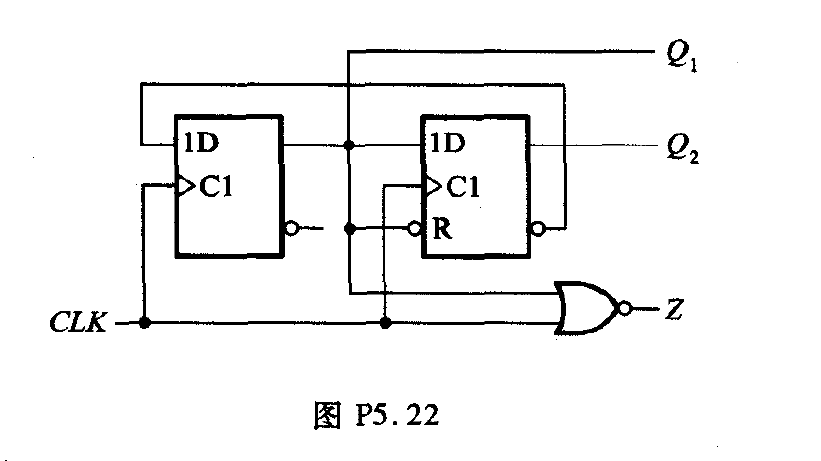 Q₁
1D
1D
Q₂
C1
C1
R
CLK
Z
图 P5.22